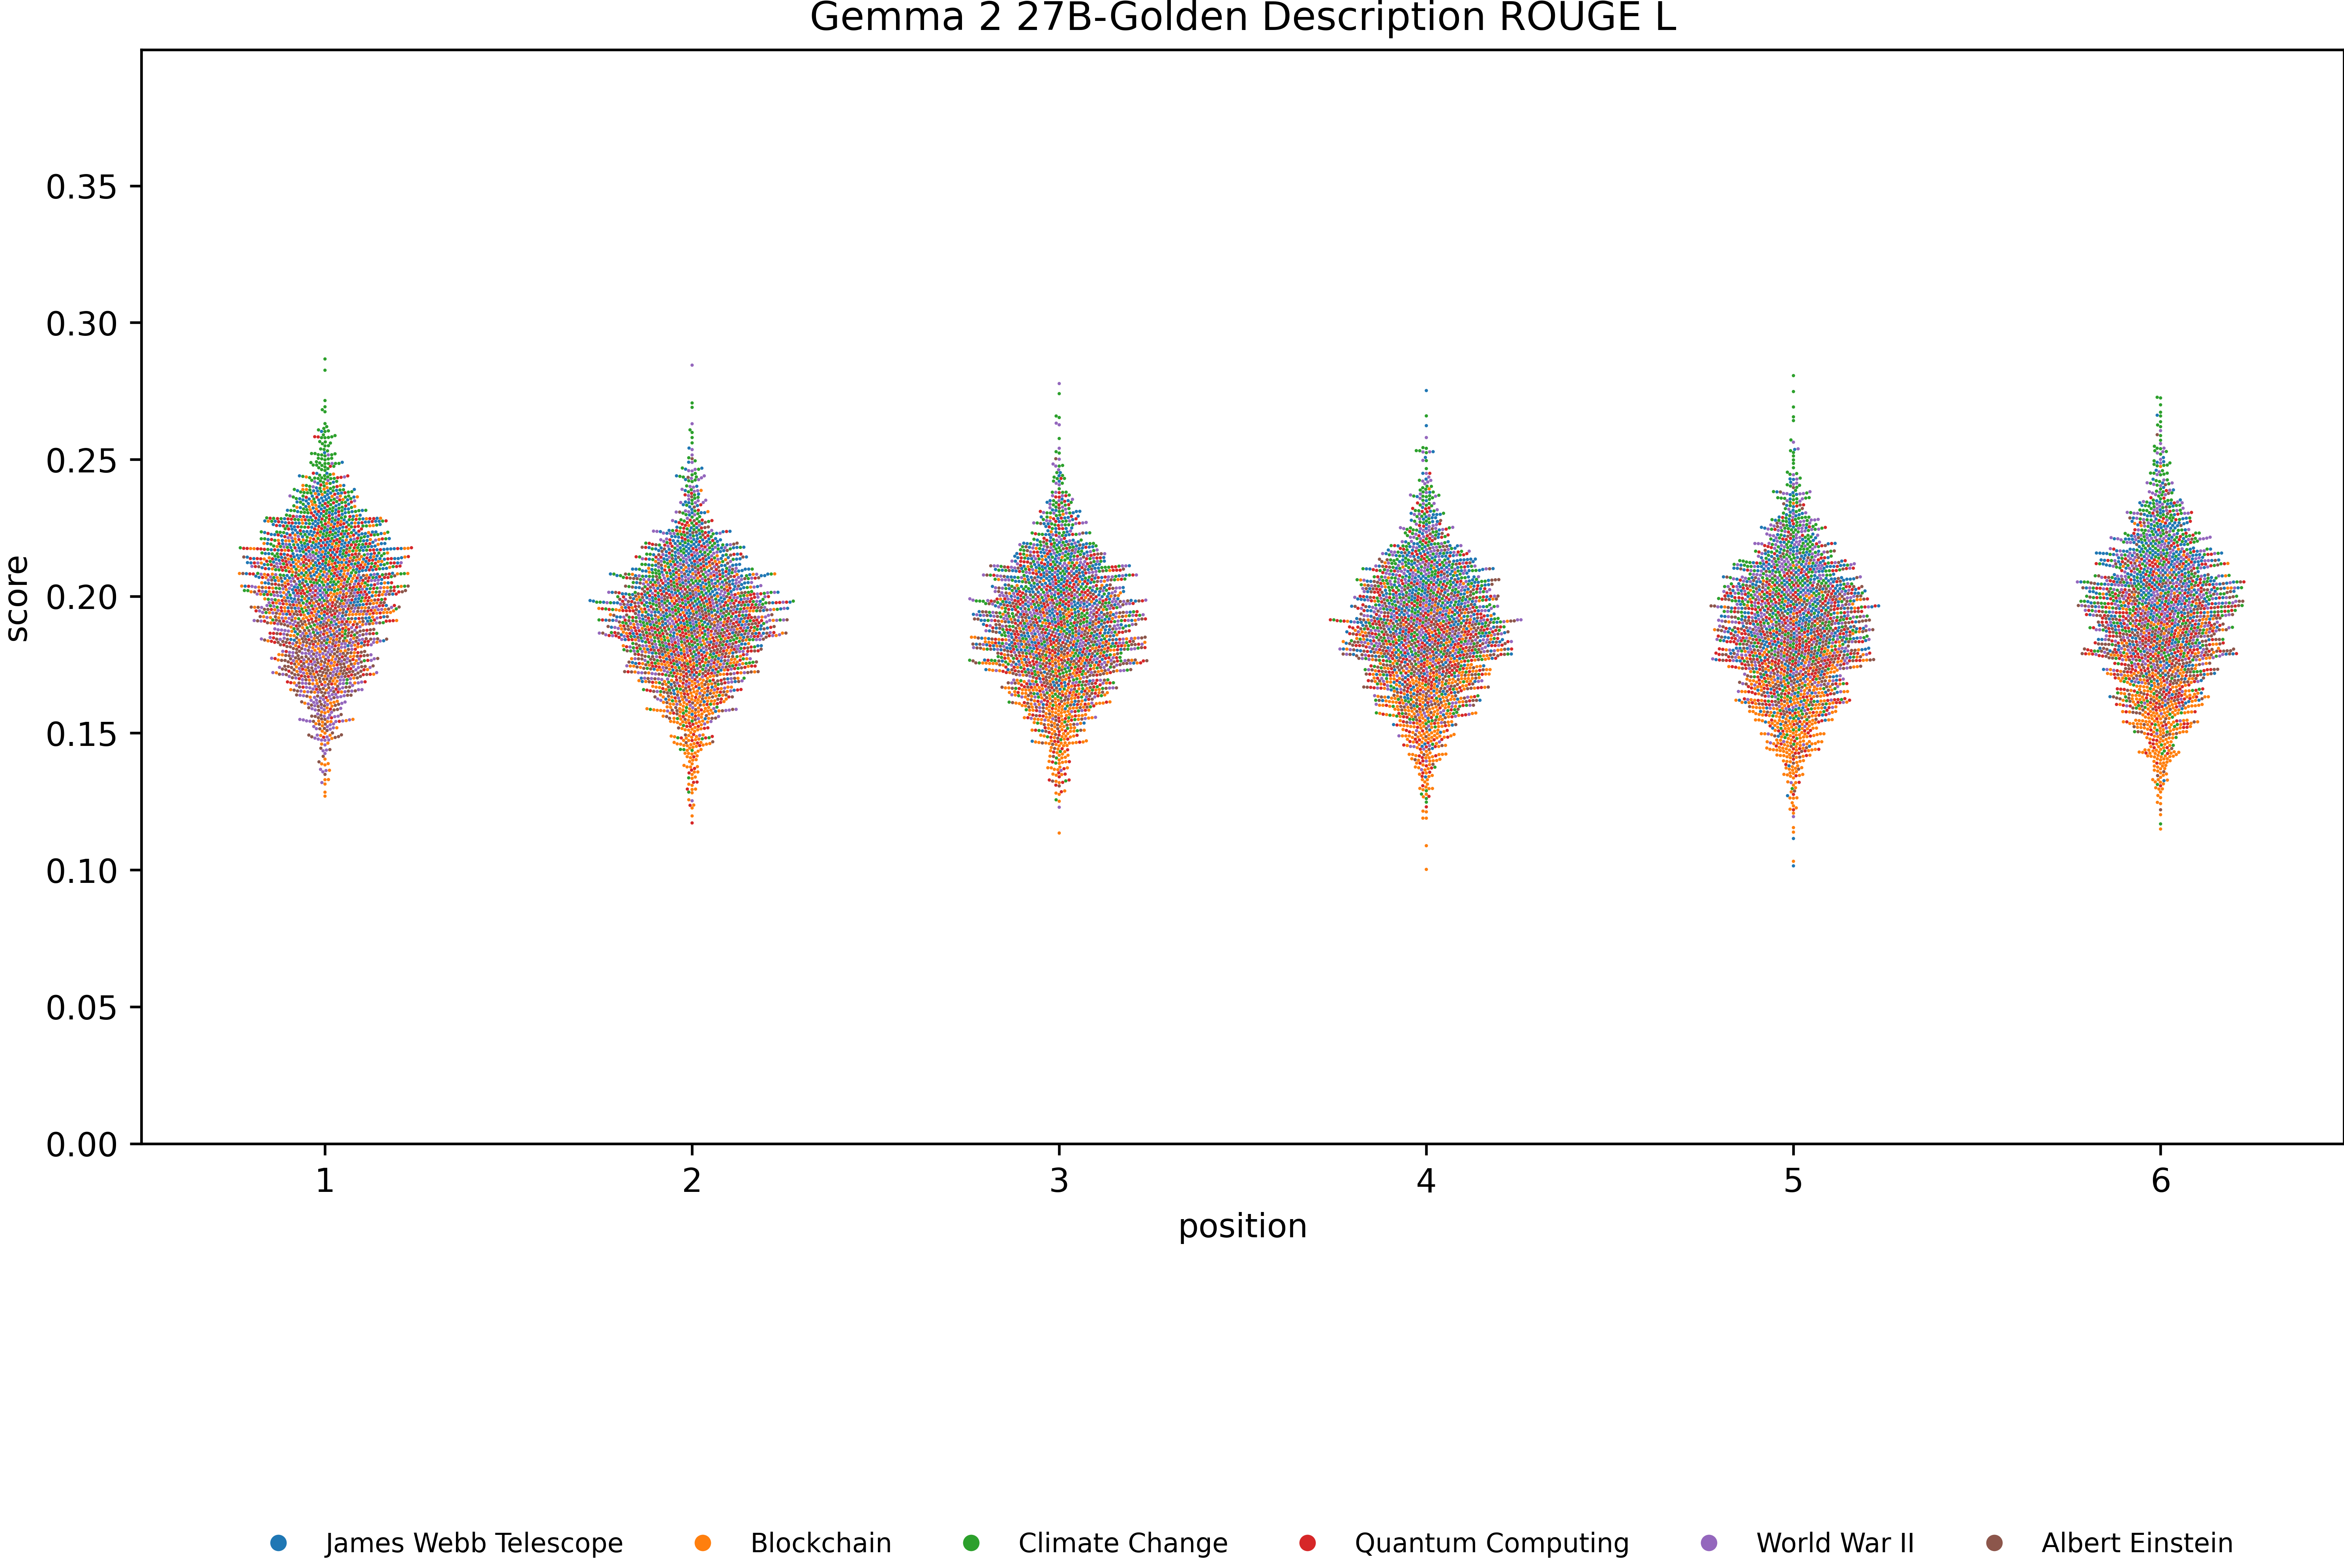 Gemma 2 27B-Golden Description ROUGE L
0.35
0.30
0.25
0.20
0.15
0.10
0.05
0.00
score
1 2 3 4 5 6
position
James Webb Telescope Blockchain Climate Change Quantum Computing World War II Albert Einstein